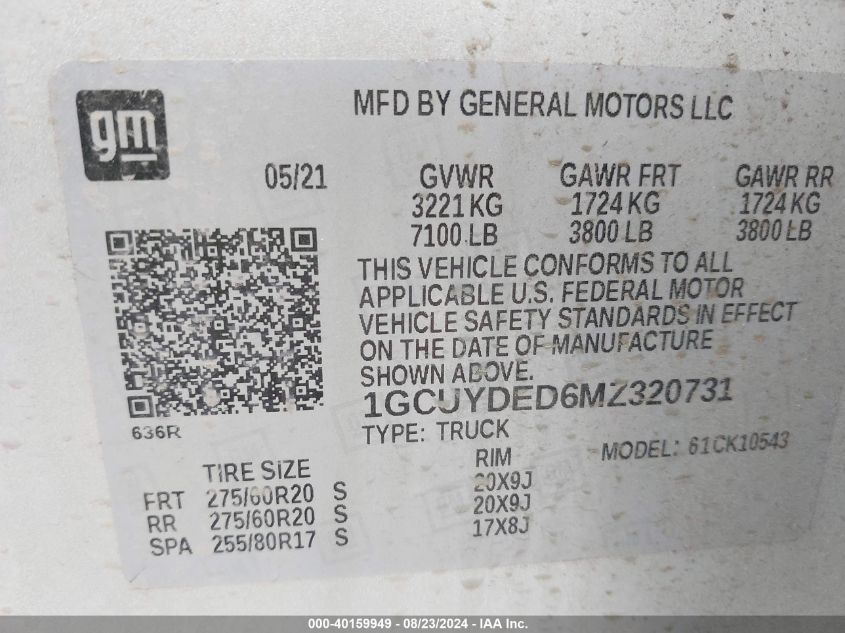 gm
MFD BY GENERAL MOTORS LLC
05/21 GVWR GAWR FRT GAWR RR
3221 KG 1724 KG 1724 KG
7100 LB 3800 LB 3800 LB
THIS VEHICLE CONFORMS TO ALL
APPLICABLE U.S. FEDERAL MOTOR
VEHICLE SAFETY STANDARDS IN EFFECT
ON THE DATE OF MANUFACTURE
SHOWN ABOVE.
1GCUYDED6MZ320731
636R
TYPE: TRUCK MODEL: 61CK10543
TIRE SIZE RIM
FRT 275/60R20 S 20X9J
RR 275/60R20 S 20X9J
SPA 255/80R17 S 17X8J
000-40159949 - 08/23/2024 - IAA Inc.